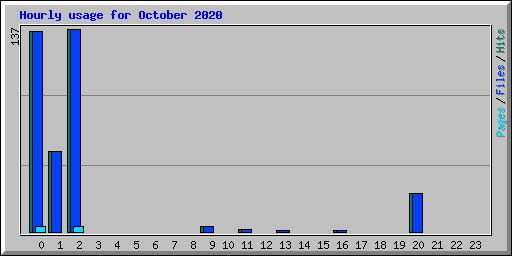 Hourly usage for October 2020
137
Pages/Files/Hits
0 1 2 3 4 5 6 7 8 9 10 11 12 13 14 15 16 17 18 19 20 21 22 23